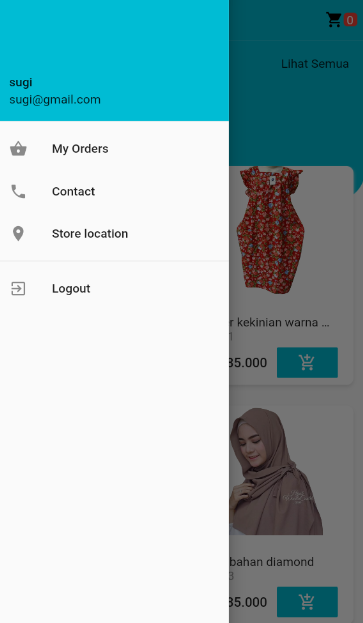 0
Lihat Semua
sugi
sugi@gmail.com
My Orders
Contact
Store location
Logout
r kekinian warna ...
1
35.000
bahan diamond
3
35.000